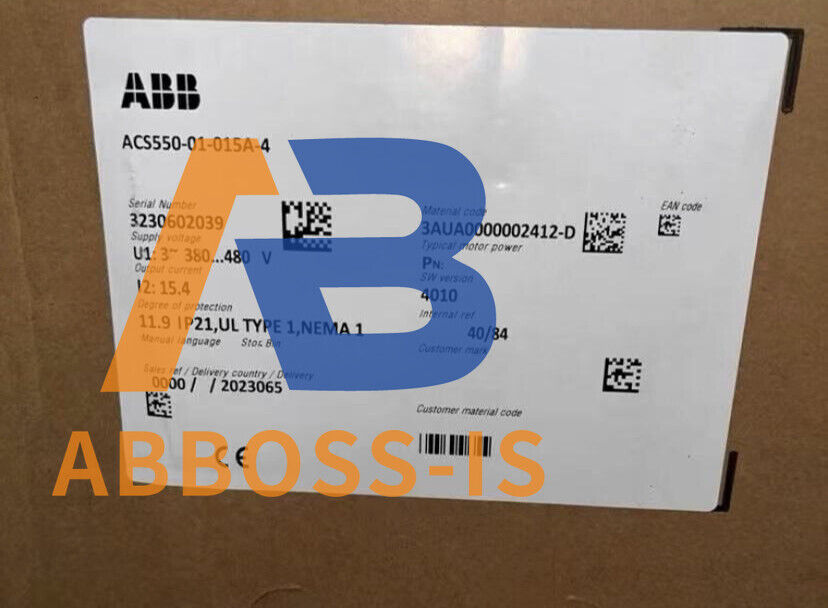 ABB
ACS550-01-015A-4
Serial Number
3230602039
Supply voltage
U1: 3~ 380...480 V
Output current
I2: 15.4
Degree of protection
11.9 IP21,UL TYPE 1,NEMA 1
Manual language Stor. Bin
Sales ref / Delivery country / Delivery
0000 / / 2023065
CE
Material code
3AUA0000002412-D
Typical motor power
PN:
SW version
4010
Internal ref
40/84
Customer mark
Customer material code
EAN code
AB
ABBOSS-IS